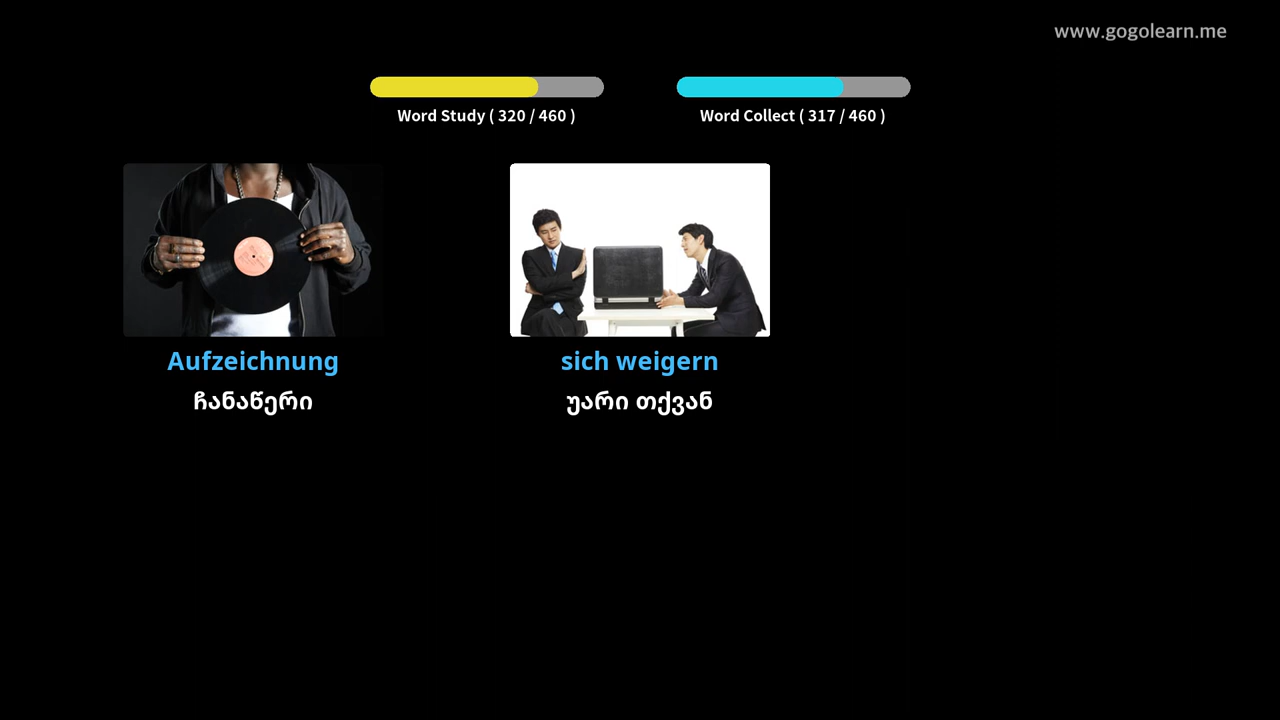 www.gogolearn.me
Word Study ( 320 / 460 )
Word Collect ( 317 / 460 )
Aufzeichnung
ჩანაწერი
sich weigern
უარი თქვან